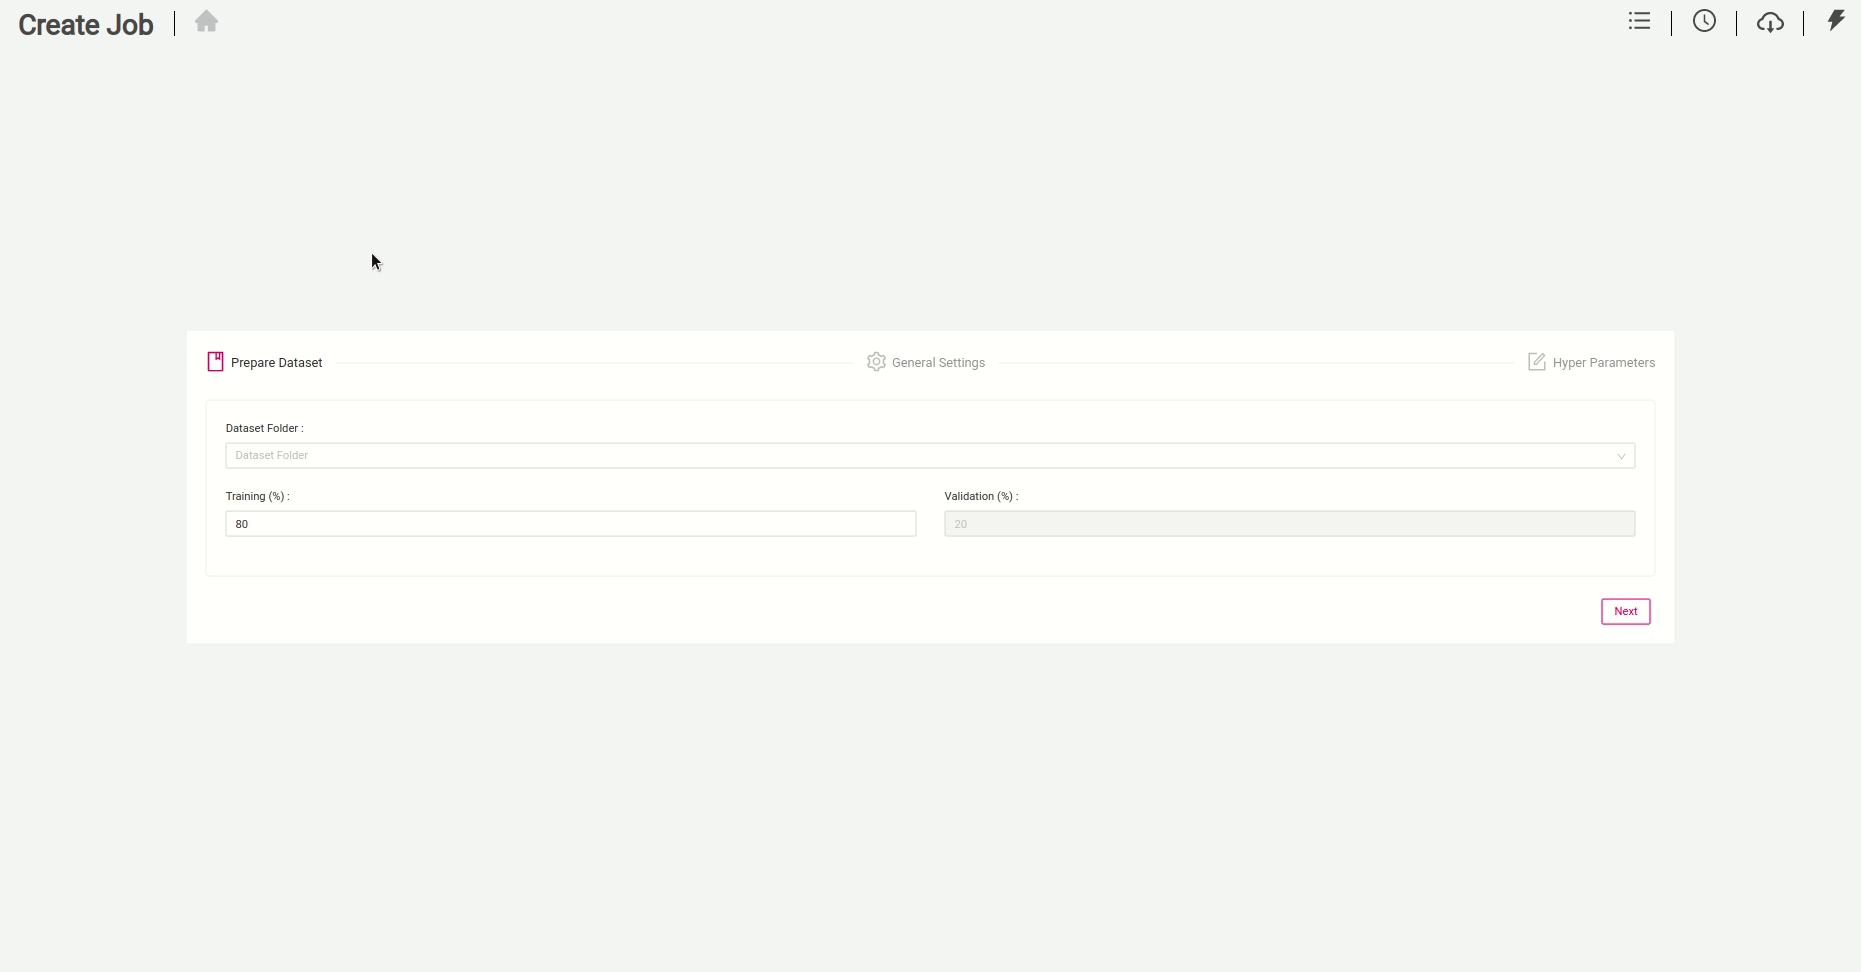 Create Job
Prepare Dataset
General Settings
Hyper Parameters
Dataset Folder :
Dataset Folder
Training (%) :
Validation (%) :
80
20
Next